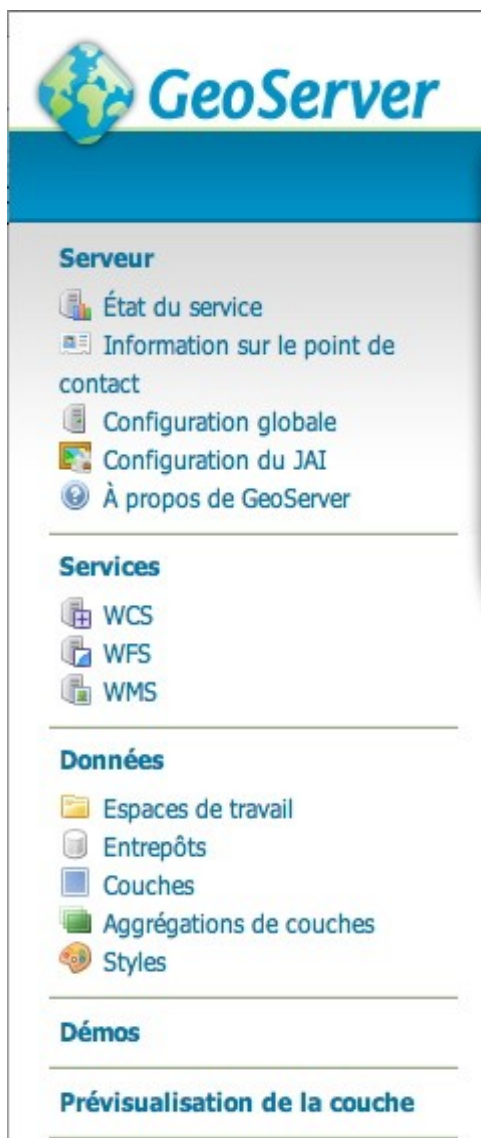 GeoServer
Serveur
État du service
Information sur le point de
contact
Configuration globale
Configuration du JAI
À propos de GeoServer
Services
WCS
WFS
WMS
Données
Espaces de travail
Entrepôts
Couches
Aggrégations de couches
Styles
Démos
Prévisualisation de la couche